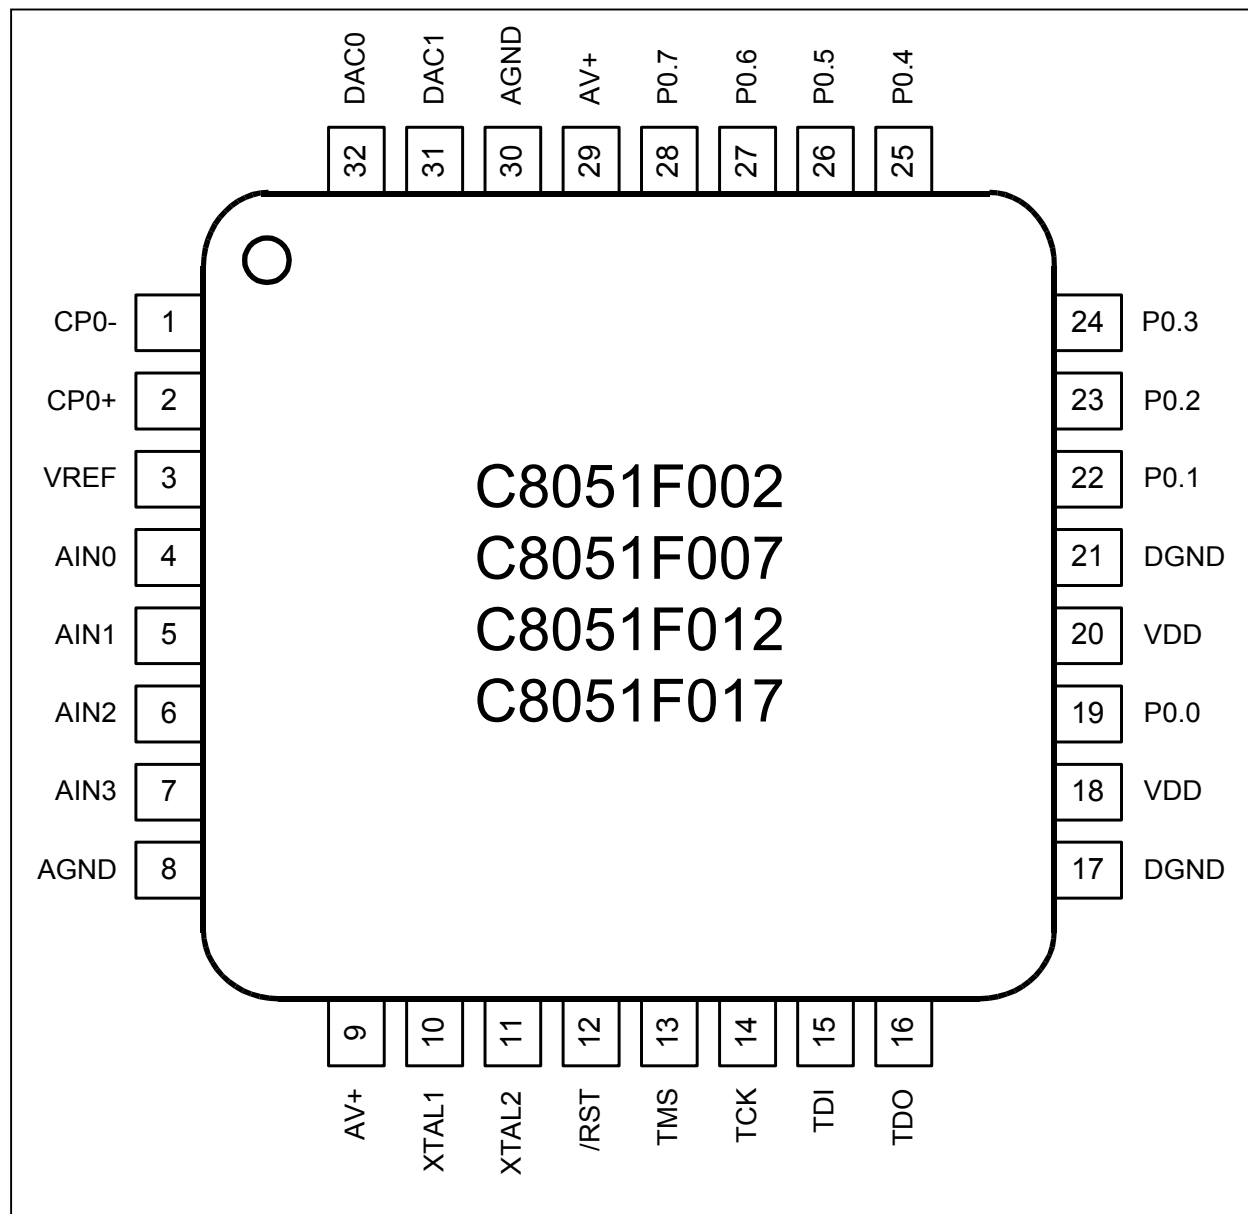 DAC0
DAC1
AGND
AV+
P0.7
P0.6
P0.5
P0.4
32
31
30
29
28
27
26
25
CP0- 1
CP0+ 2
VREF 3
AIN0 4
AIN1 5
AIN2 6
AIN3 7
AGND 8
C8051F002
C8051F007
C8051F012
C8051F017
24 P0.3
23 P0.2
22 P0.1
21 DGND
20 VDD
19 P0.0
18 VDD
17 DGND
9
10
11
12
13
14
15
16
AV+
XTAL1
XTAL2
/RST
TMS
TCK
TDI
TDO